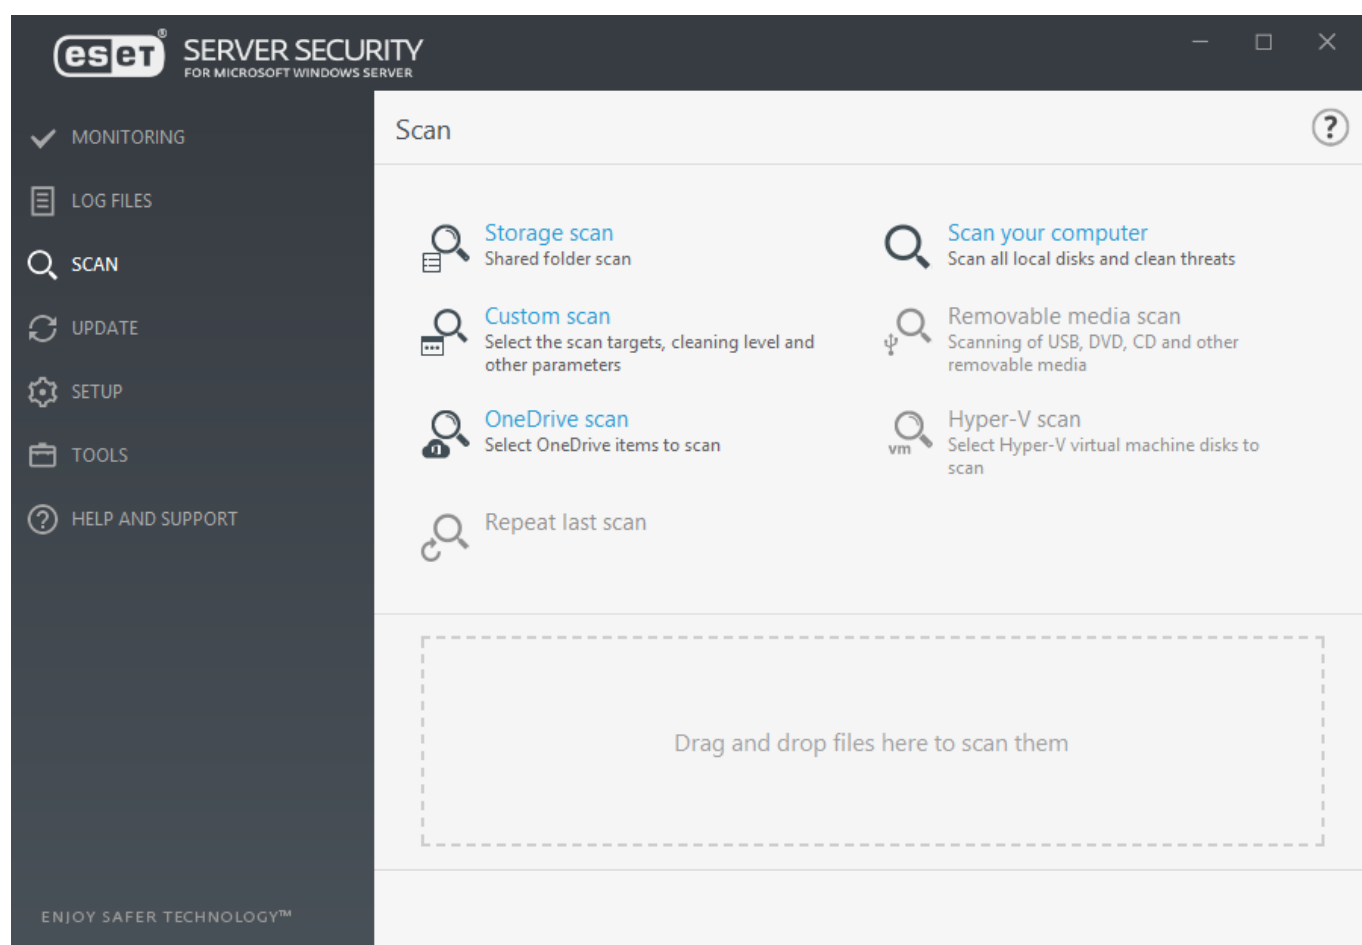 eset® SERVER SECURITY
FOR MICROSOFT WINDOWS SERVER
MONITORING
LOG FILES
SCAN
UPDATE
SETUP
TOOLS
HELP AND SUPPORT
ENJOY SAFER TECHNOLOGY™
Scan
?
Storage scan
Shared folder scan
Scan your computer
Scan all local disks and clean threats
Custom scan
Select the scan targets, cleaning level and
other parameters
Removable media scan
Scanning of USB, DVD, CD and other
removable media
OneDrive scan
Select OneDrive items to scan
vm
Hyper-V scan
Select Hyper-V virtual machine disks to
scan
Repeat last scan
Drag and drop files here to scan them